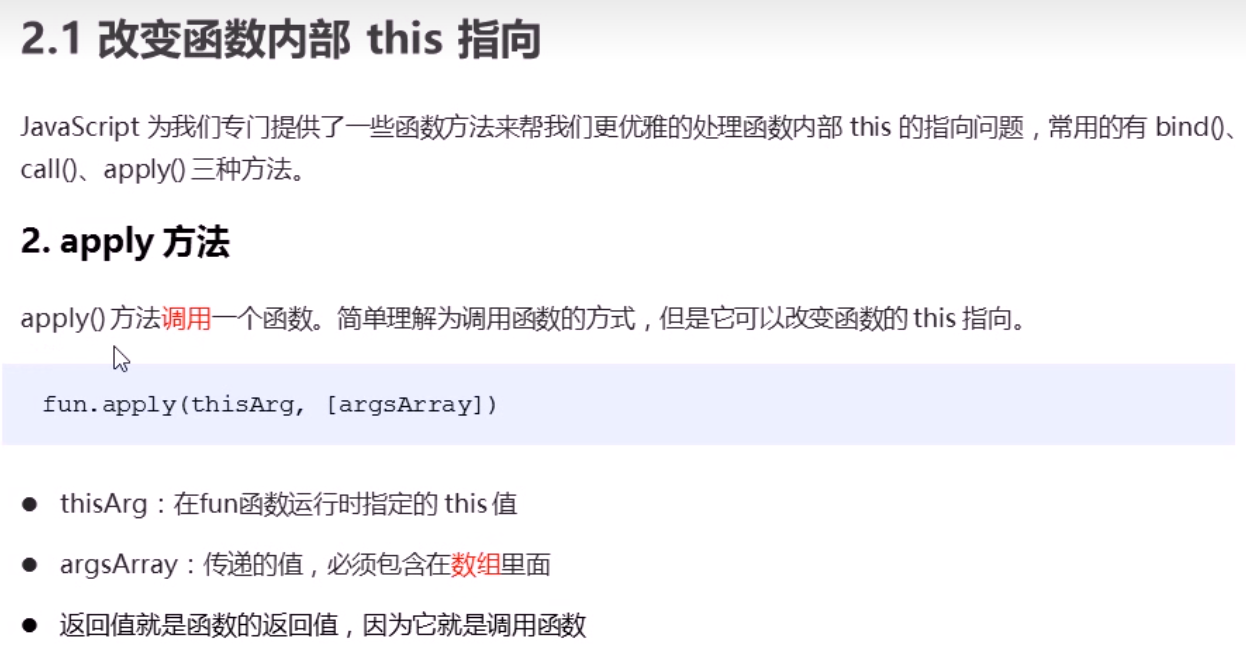 2.1 改变函数内部 this 指向
JavaScript 为我们专门提供了一些函数方法来帮我们更优雅的处理函数内部 this 的指向问题，常用的有 bind()、
call()、apply() 三种方法。
2. apply 方法
apply() 方法调用一个函数。简单理解为调用函数的方式，但是它可以改变函数的 this 指向。
fun.apply(thisArg, [argsArray])
● thisArg：在fun函数运行时指定的 this 值
● argsArray：传递的值，必须包含在数组里面
● 返回值就是函数的返回值，因为它就是调用函数